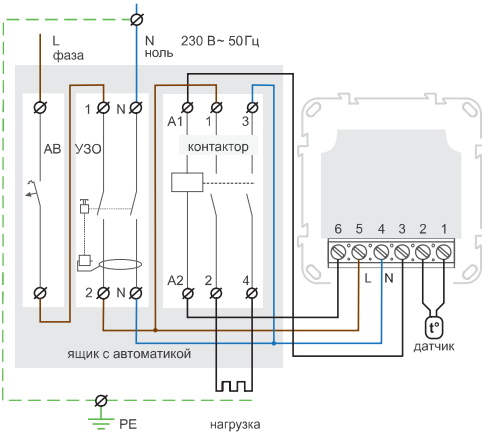 L
фаза
N
ноль
230 В~ 50Гц
1
N
A1
1
3
АВ
УЗО
контактор
6
5
4
3
2
1
A2
2
4
2
N
L
N
t°
датчик
ящик с автоматикой
PE
нагрузка